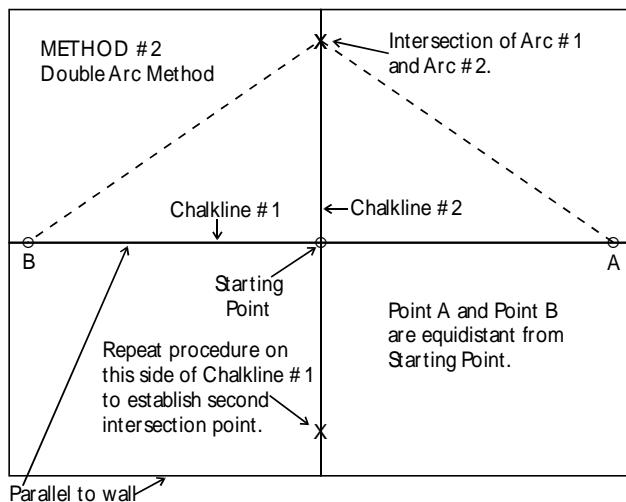 METHOD #2
Double Arc Method
X
Intersection of Arc #1
and Arc #2.
Chalkline #1
Chalkline #2
B
A
Starting
Point
Point A and Point B
are equidistant from
Starting Point.
Repeat procedure on
this side of Chalkline #1
to establish second
intersection point.
X
Parallel to wall